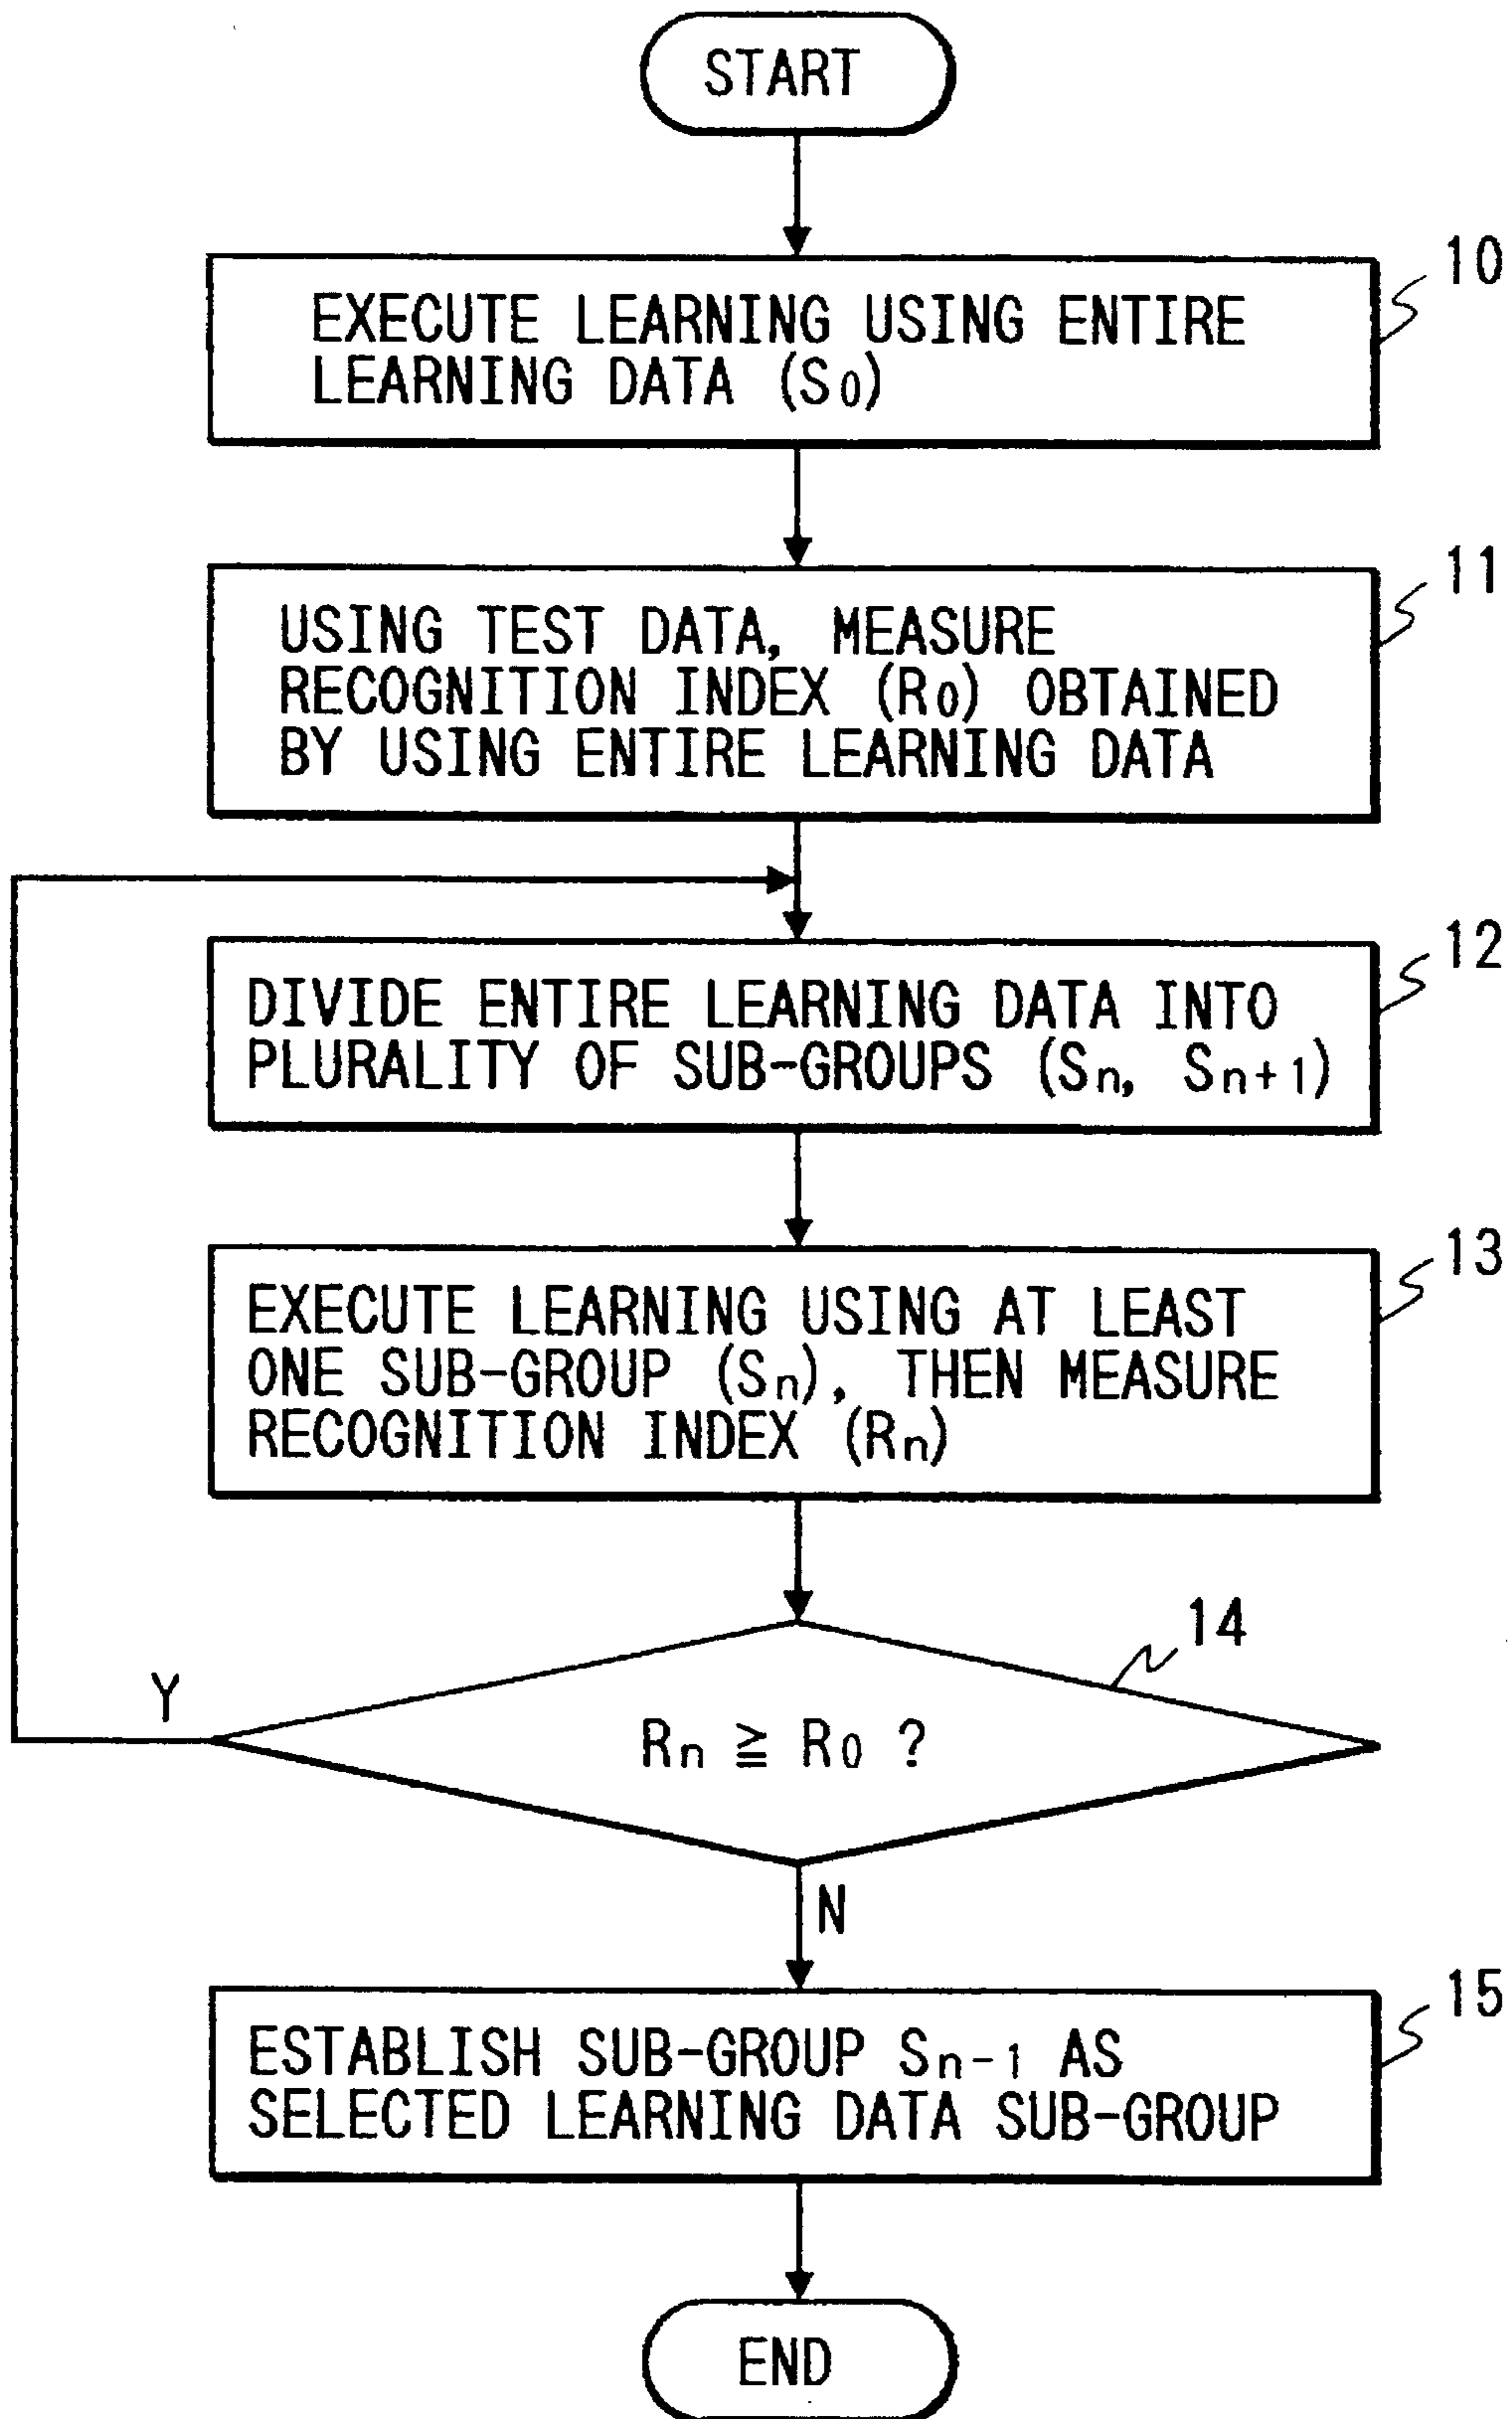 START
10
EXECUTE LEARNING USING ENTIRE
LEARNING DATA (S0)
11
USING TEST DATA, MEASURE
RECOGNITION INDEX (R0) OBTAINED
BY USING ENTIRE LEARNING DATA
12
DIVIDE ENTIRE LEARNING DATA INTO
PLURALITY OF SUB-GROUPS (Sn, Sn+1)
13
EXECUTE LEARNING USING AT LEAST
ONE SUB-GROUP (Sn), THEN MEASURE
RECOGNITION INDEX (Rn)
14
Y
Rn ≧ R0 ?
N
15
ESTABLISH SUB-GROUP Sn-1 AS
SELECTED LEARNING DATA SUB-GROUP
END